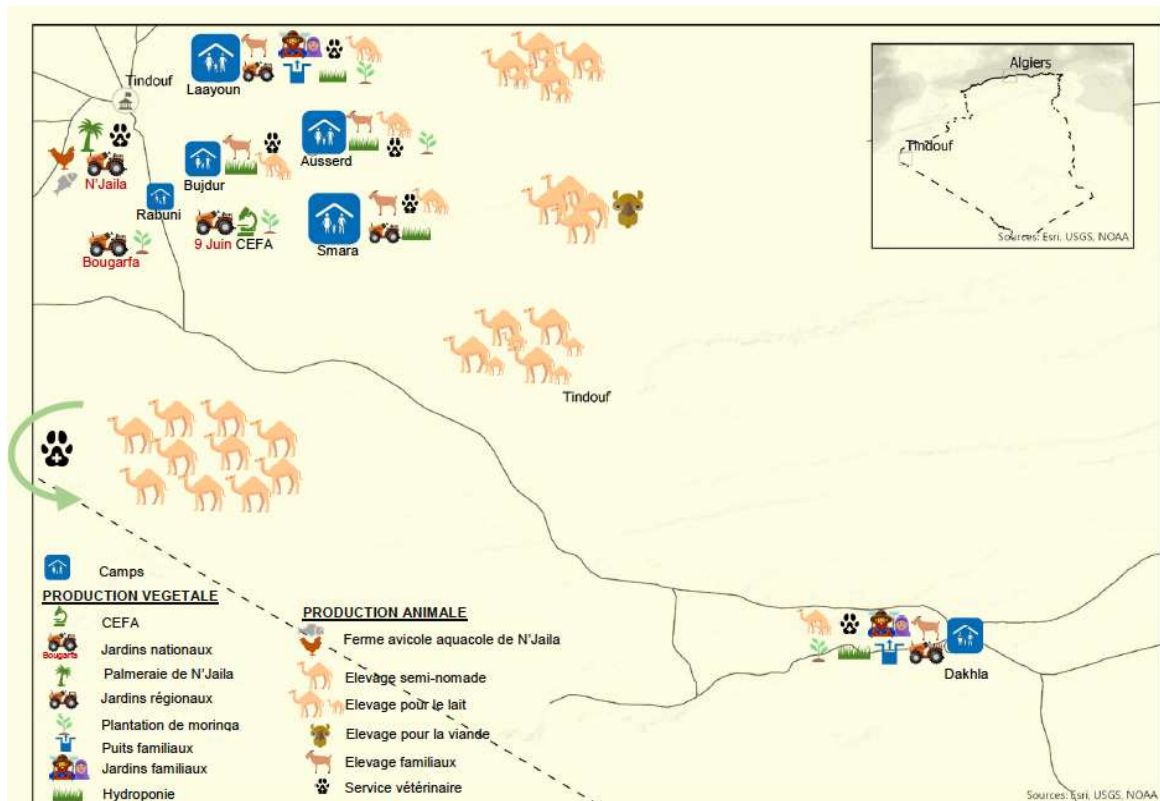 Tindouf
Laayoun
Algiers
Tindouf
Sources: Esri, USGS, NOAA
N'Jaila
Bujdur
Ausserd
Rabuni
9 Juin CEFA
Smara
Bougarfa
Tindouf
Dakhla
Camps
PRODUCTION VEGETALE
CEFA
Bougarfa
Jardins nationaux
Palmeraie de N'Jaila
Jardins régionaux
Plantation de moringa
Puits familiaux
Jardins familiaux
Hydroponie
PRODUCTION ANIMALE
Ferme avicole aquacole de N'Jaila
Elevage semi-nomade
Elevage pour le lait
Elevage pour la viande
Elevage familiaux
Service vétérinaire
Sources: Esri, USGS, NOAA